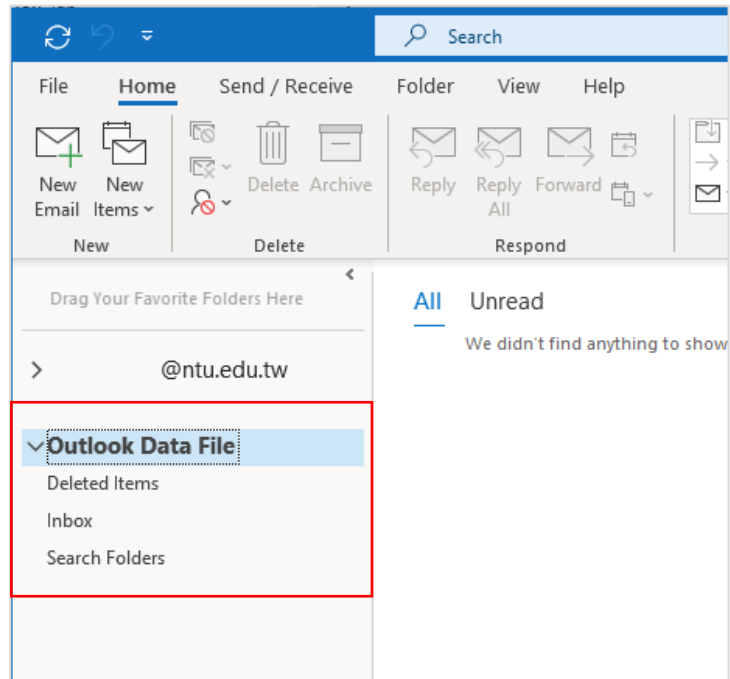 Search
File Home Send / Receive Folder View Help
New Email
New Items
Delete
Archive
Reply
Reply All
Forward
New
Delete
Respond
Drag Your Favorite Folders Here
All Unread
We didn't find anything to show
@ntu.edu.tw
Outlook Data File
Deleted Items
Inbox
Search Folders